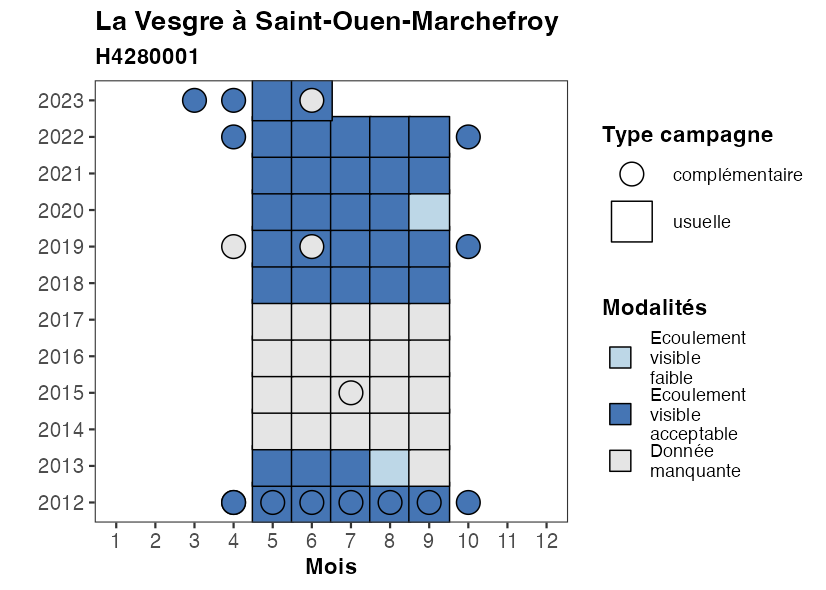 La Vesgre à Saint-Ouen-Marchefroy
H4280001
2023
2022
2021
2020
2019
2018
2017
2016
2015
2014
2013
2012
1 2 3 4 5 6 7 8 9 10 11 12
Mois
Type campagne
complémentaire
usuelle
Modalités
Ecoulement
visible
faible
Ecoulement
visible
acceptable
Donnée
manquante